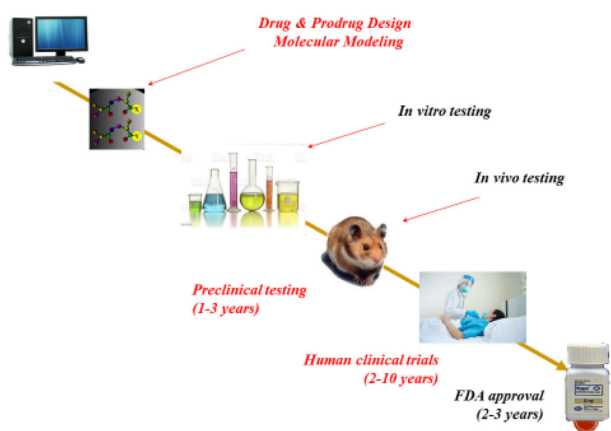 Drug & Prodrug Design
Molecular Modeling
In vitro testing
In vivo testing
Preclinical testing
(1-3 years)
Human clinical trials
(2-10 years)
FDA approval
(2-3 years)